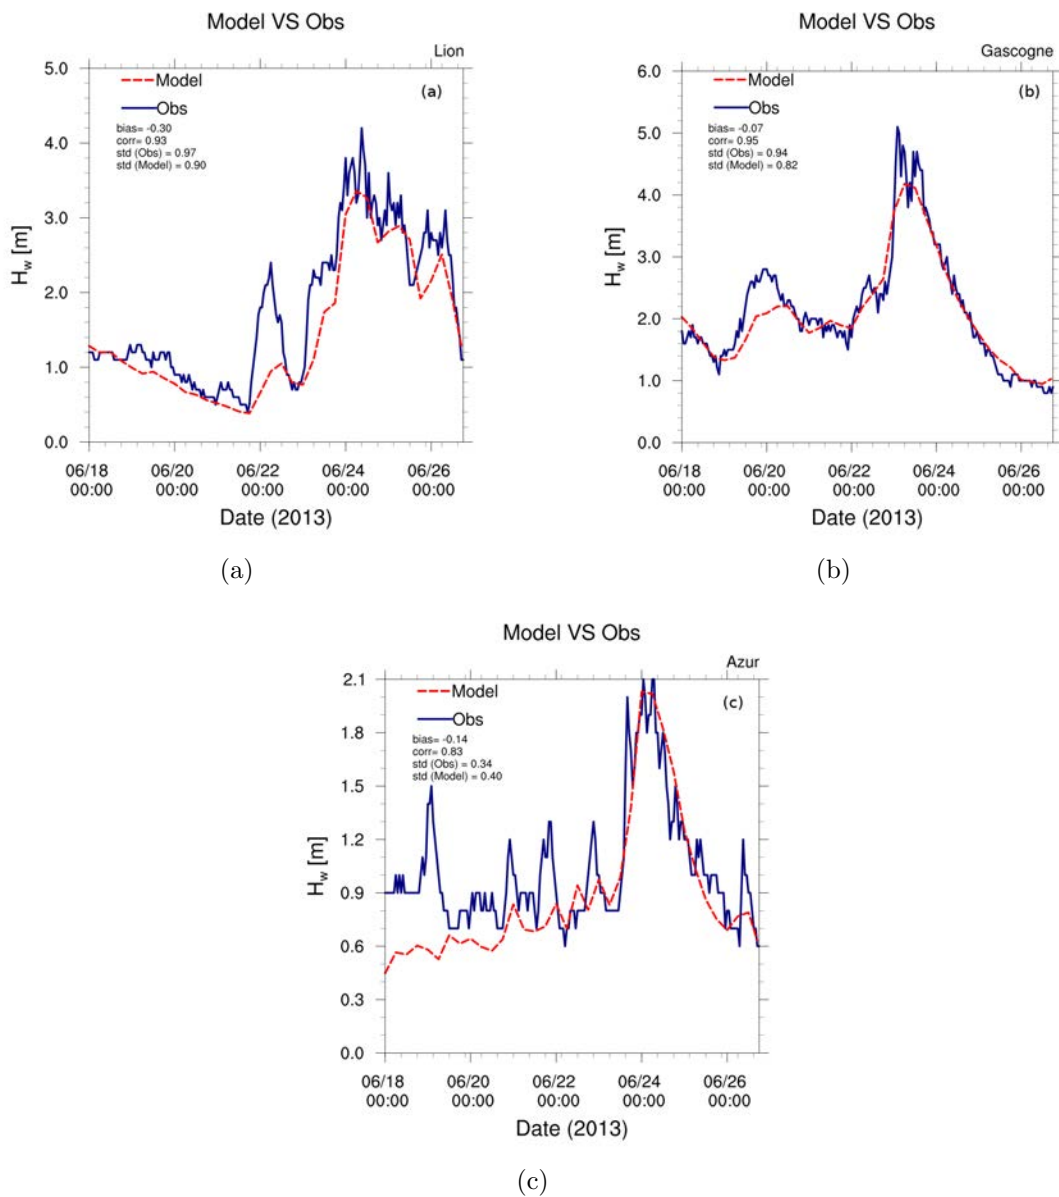 Model VS Obs
Lion
Model
(a)
Obs
bias= -0.30
corr= 0.93
std (Obs) = 0.97
std (Model) = 0.90
5.0
4.0
3.0
2.0
1.0
0.0
H_w [m]
06/18 06/20 06/22 06/24 06/26
00:00 00:00 00:00 00:00 00:00
Date (2013)
(a)
Model VS Obs
Gascogne
Model
(b)
Obs
bias= -0.07
corr= 0.95
std (Obs) = 0.94
std (Model) = 0.82
6.0
5.0
4.0
3.0
2.0
1.0
0.0
H_w [m]
06/18 06/20 06/22 06/24 06/26
00:00 00:00 00:00 00:00 00:00
Date (2013)
(b)
Model VS Obs
Azur
Model
(c)
Obs
bias= -0.14
corr= 0.83
std (Obs) = 0.34
std (Model) = 0.40
2.1
1.8
1.5
1.2
0.9
0.6
0.3
0.0
H_w [m]
06/18 06/20 06/22 06/24 06/26
00:00 00:00 00:00 00:00 00:00
Date (2013)
(c)